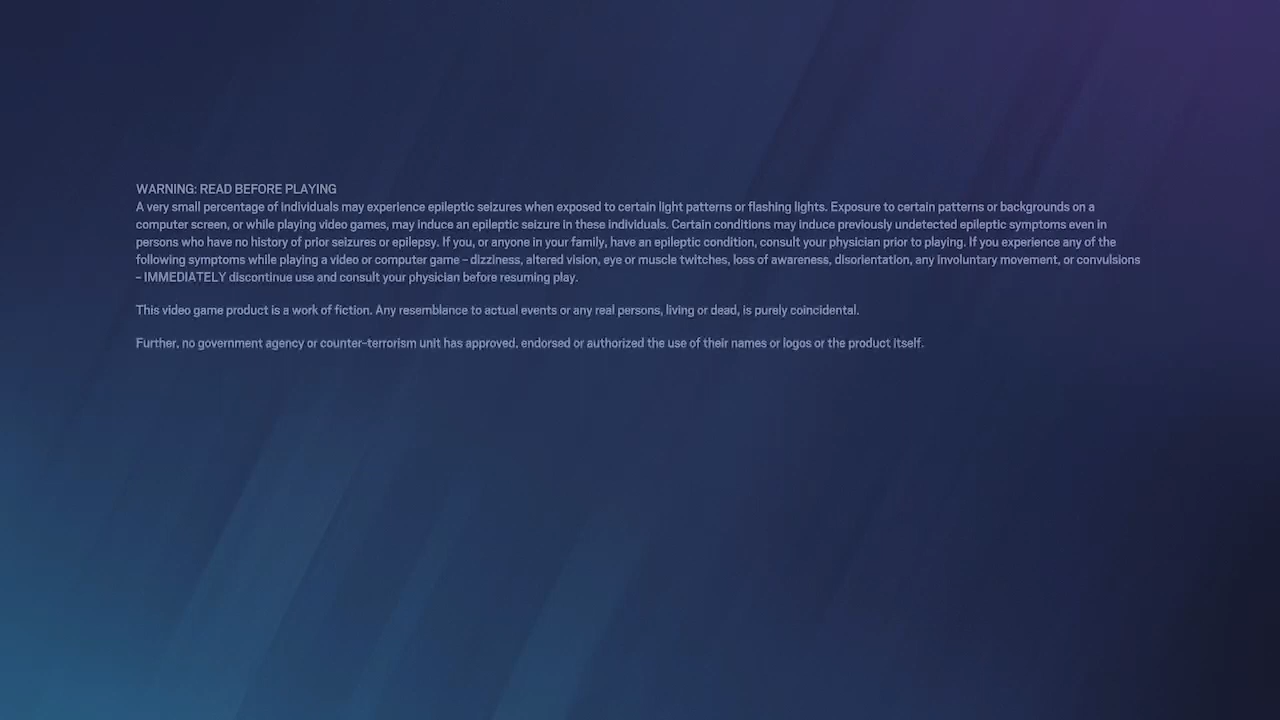 WARNING: READ BEFORE PLAYING
A very small percentage of individuals may experience epileptic seizures when exposed to certain light patterns or flashing lights. Exposure to certain patterns or backgrounds on a
computer screen, or while playing video games, may induce an epileptic seizure in these individuals. Certain conditions may induce previously undetected epileptic symptoms even in
persons who have no history of prior seizures or epilepsy. If you, or anyone in your family, have an epileptic condition, consult your physician prior to playing. If you experience any of the
following symptoms while playing a video or computer game - dizziness, altered vision, eye or muscle twitches, loss of awareness, disorientation, any involuntary movement, or convulsions
- IMMEDIATELY discontinue use and consult your physician before resuming play.
This video game product is a work of fiction. Any resemblance to actual events or any real persons, living or dead, is purely coincidental.
Further, no government agency or counter-terrorism unit has approved, endorsed or authorized the use of their names or logos or the product itself.